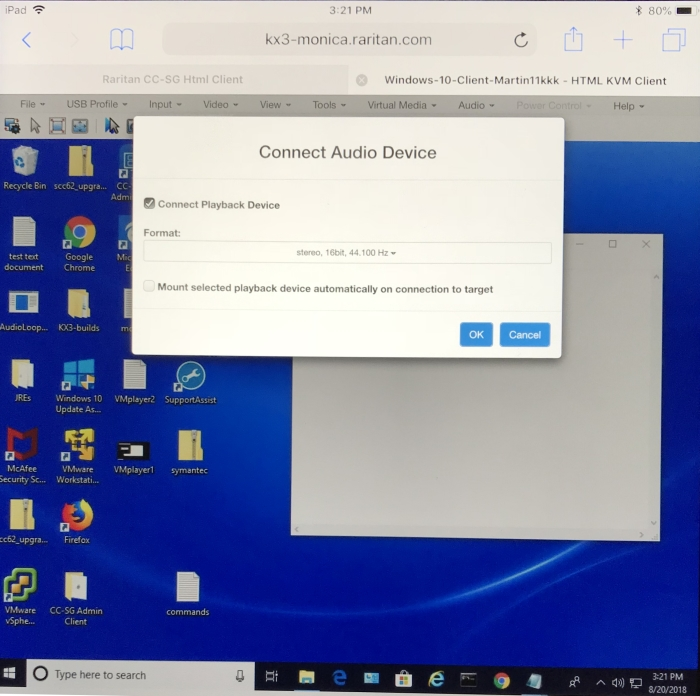 iPad 3:21 PM 80%
kx3-monica.raritan.com
Raritan CC-SG Html Client Windows-10-Client-Martin11kkk - HTML KVM Client
File USB Profile Input Video View Tools Virtual Media Audio Power Control Help
Connect Audio Device
Connect Playback Device
Format:
stereo, 16bit, 44.100 Hz
Mount selected playback device automatically on connection to target
OK Cancel
Recycle Bin scc62_upgra... CC-
Adm
test text
document
Google
Chrome
Mic
E
AudioLoop... KX3-builds m
JREs
Windows 10
Update As...
VMplayer2 SupportAssist
McAfee
Security Sc...
VMware
Workstati...
VMplayer1 symantec
cc62_upgra... Firefox
VMware
vSphe...
CC-SG Admin
Client
commands
Type here to search
3:21 PM
8/20/2018